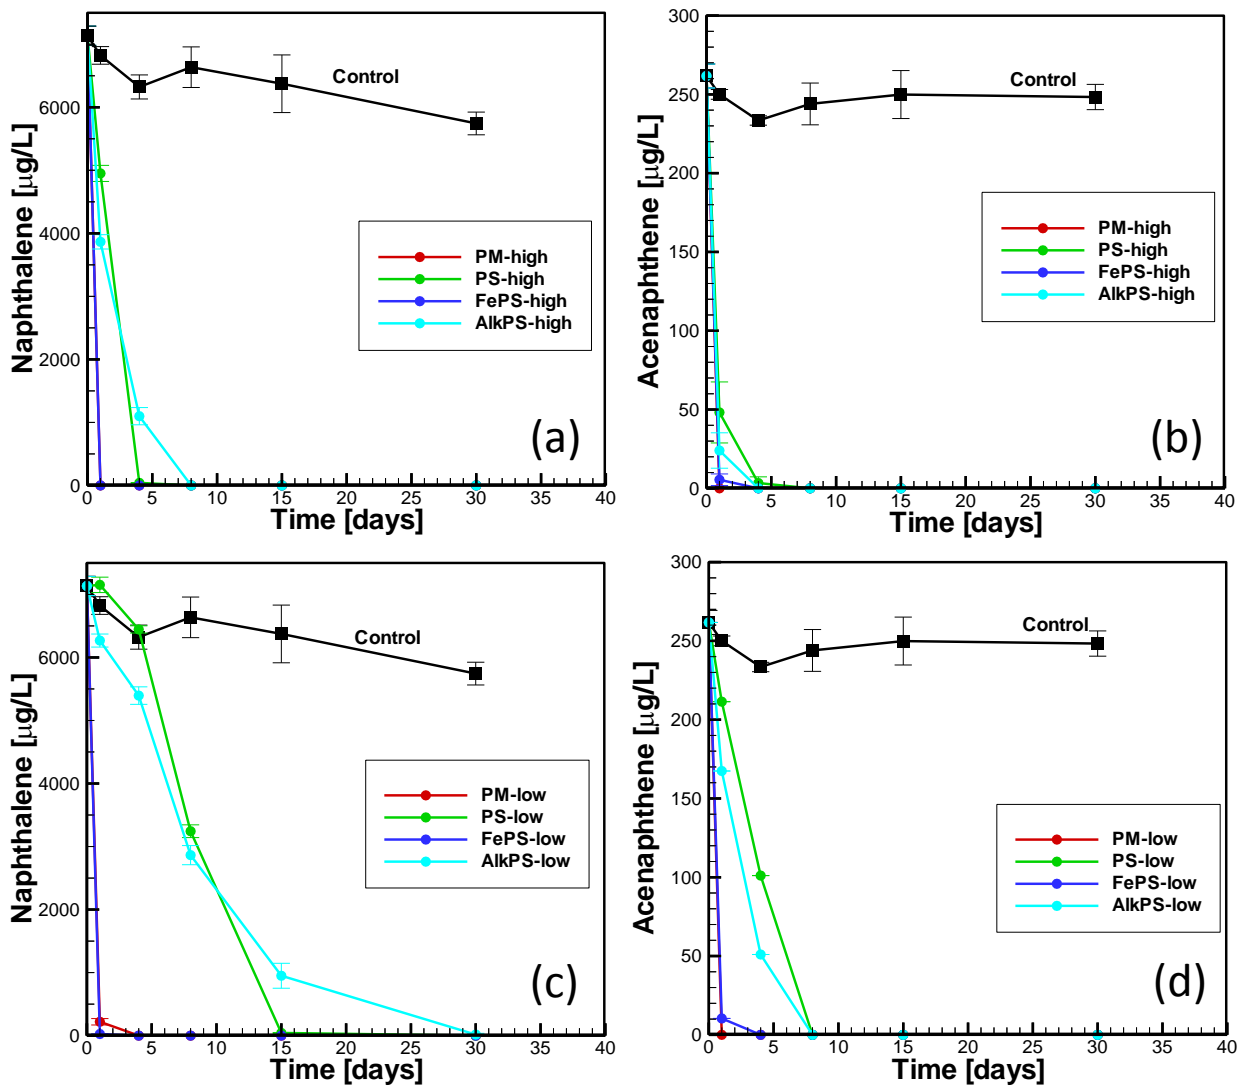 Naphthalene [µg/L]
6000
4000
2000
0
Control
PM-high
PS-high
FePS-high
AlkPS-high
(a)
0 5 10 15 20 25 30 35 40
Time [days]
Acenaphthene [µg/L]
300
250
200
150
100
50
0
Control
PM-high
PS-high
FePS-high
AlkPS-high
(b)
0 5 10 15 20 25 30 35 40
Time [days]
Naphthalene [µg/L]
6000
4000
2000
0
Control
PM-low
PS-low
FePS-low
AlkPS-low
(c)
0 5 10 15 20 25 30 35 40
Time [days]
Acenaphthene [µg/L]
300
250
200
150
100
50
0
Control
PM-low
PS-low
FePS-low
AlkPS-low
(d)
0 5 10 15 20 25 30 35 40
Time [days]